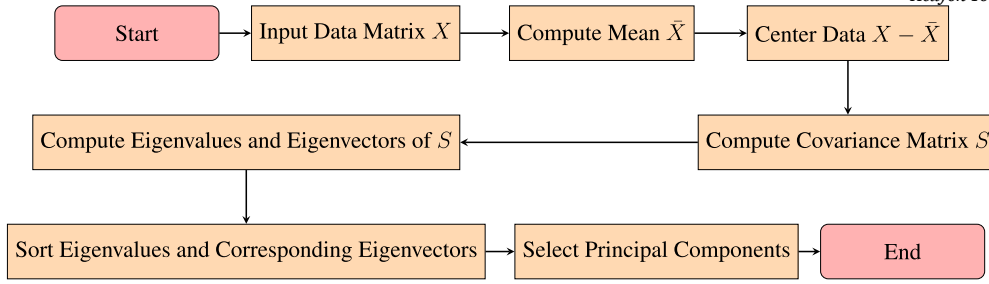 Start
Input Data Matrix X
Compute Mean X̄
Center Data X − X̄
Compute Eigenvalues and Eigenvectors of S
Compute Covariance Matrix S
Sort Eigenvalues and Corresponding Eigenvectors
Select Principal Components
End